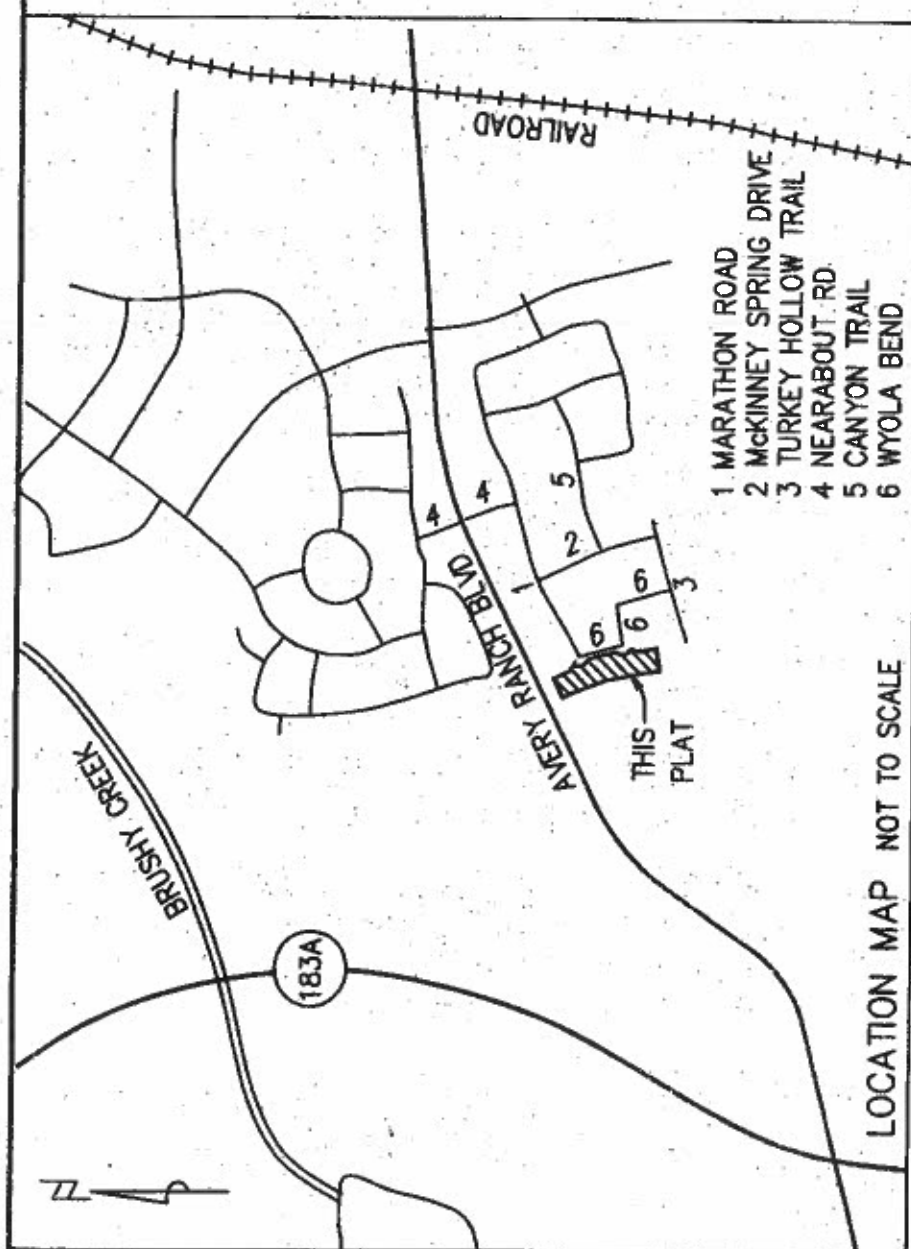 BRUSHY CREEK
183A
RAILROAD
AVERY RANCH BLVD
4
4
1
2
5
6
6
6
3
THIS
PLAT
1 MARATHON ROAD
2 McKINNEY SPRING DRIVE
3 TURKEY HOLLOW TRAIL
4 NEARABOUT RD.
5 CANYON TRAIL
6 WYOLA BEND
LOCATION MAP NOT TO SCALE